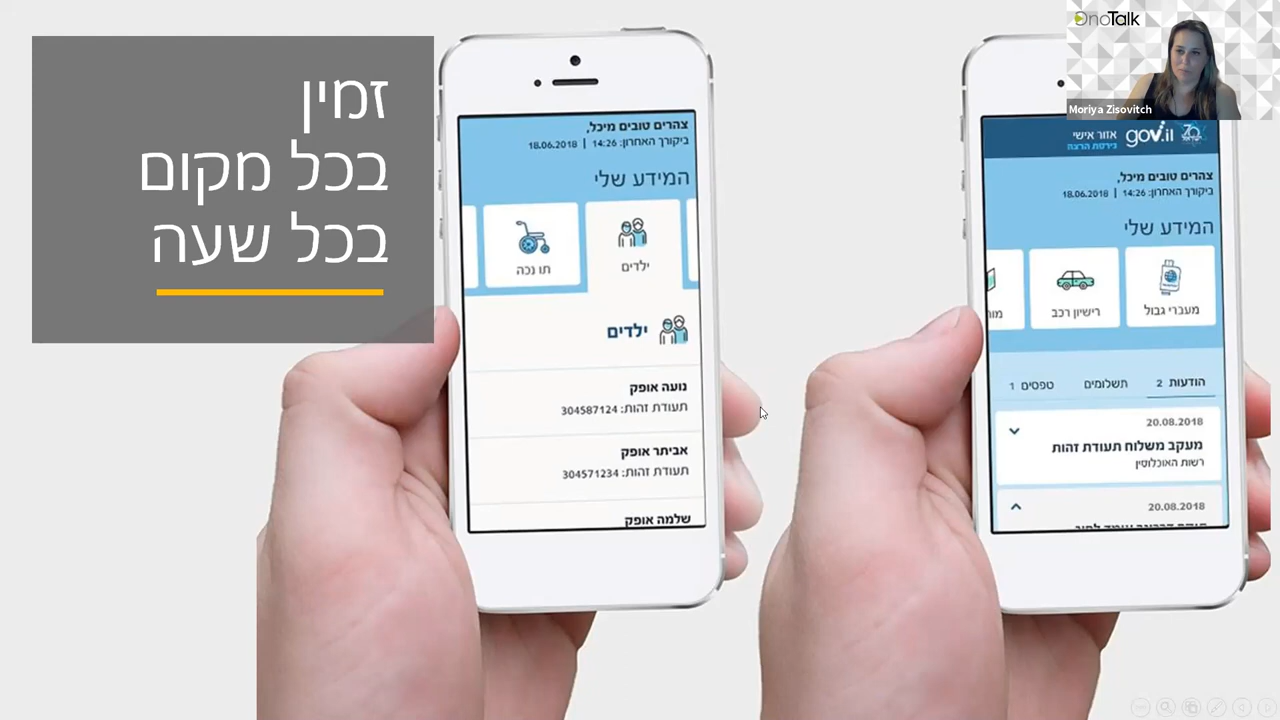 זמין
בכל מקום
בכל שעה
צהרים טובים מיכל,
ביקורך האחרון: 14:26 | 18.06.2018
המידע שלי
ילדים
תו נכה
ילדים
נועה אופק
תעודת זהות: 304587124
אביתר אופק
תעודת זהות: 304571234
שלמה אופק
gov.il
70
אזור אישי
גירסת הרצה
צהרים טובים מיכל,
ביקורך האחרון: 14:26 | 18.06.2018
המידע שלי
מעברי גבול
רישיון רכב
הודעות 2
תשלומים
טפסים 1
20.08.2018
מעקב משלוח תעודת זהות
רשות האוכלוסין
20.08.2018
OnoTalk
Moriya Zisovitch